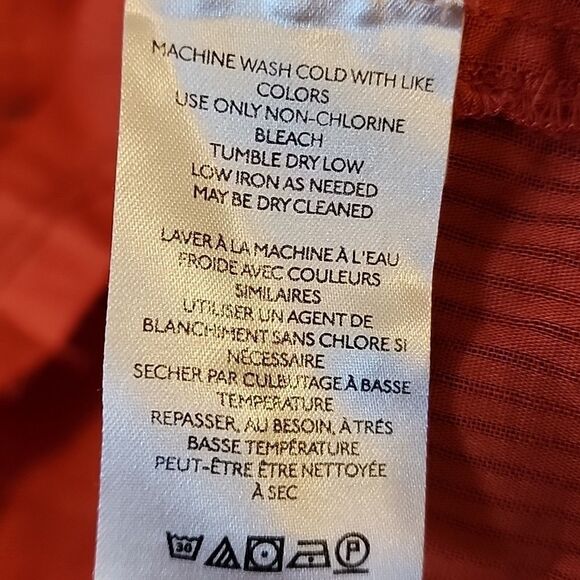 MACHINE WASH COLD WITH LIKE
COLORS
USE ONLY NON-CHLORINE
BLEACH
TUMBLE DRY LOW
LOW IRON AS NEEDED
MAY BE DRY CLEANED
LAVER À LA MACHINE À L'EAU
FROIDE AVEC COULEURS
SIMILAIRES
UTILISER UN AGENT DE
BLANCHIMENT SANS CHLORE SI
NÉCESSAIRE
SECHER PAR CULBUTAGE À BASSE
TEMPERATURE
REPASSER, AU BESOIN, À TRÉS
BASSE TEMPÉRATURE
PEUT-ÊTRE ÊTRE NETTOYÉE
À SEC
30 P